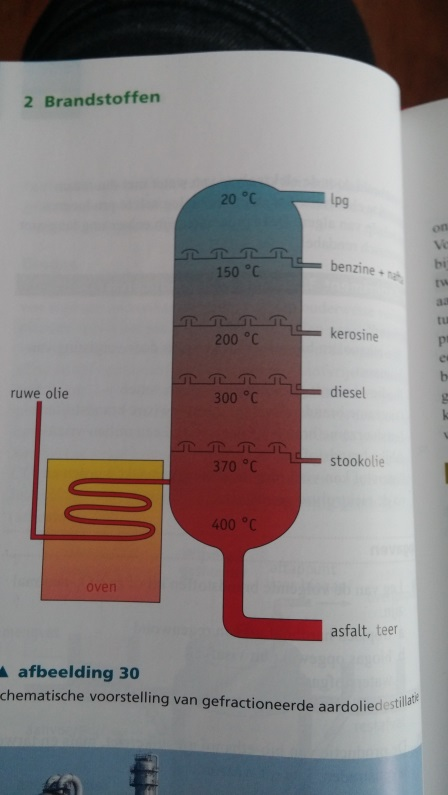 2 Brandstoffen
20 °C
lpg
150 °C
benzine + nafta
200 °C
kerosine
300 °C
diesel
ruwe olie
370 °C
stookolie
400 °C
oven
asfalt, teer
▲ afbeelding 30
chematische voorstelling van gefractioneerde aardoliedestillatie